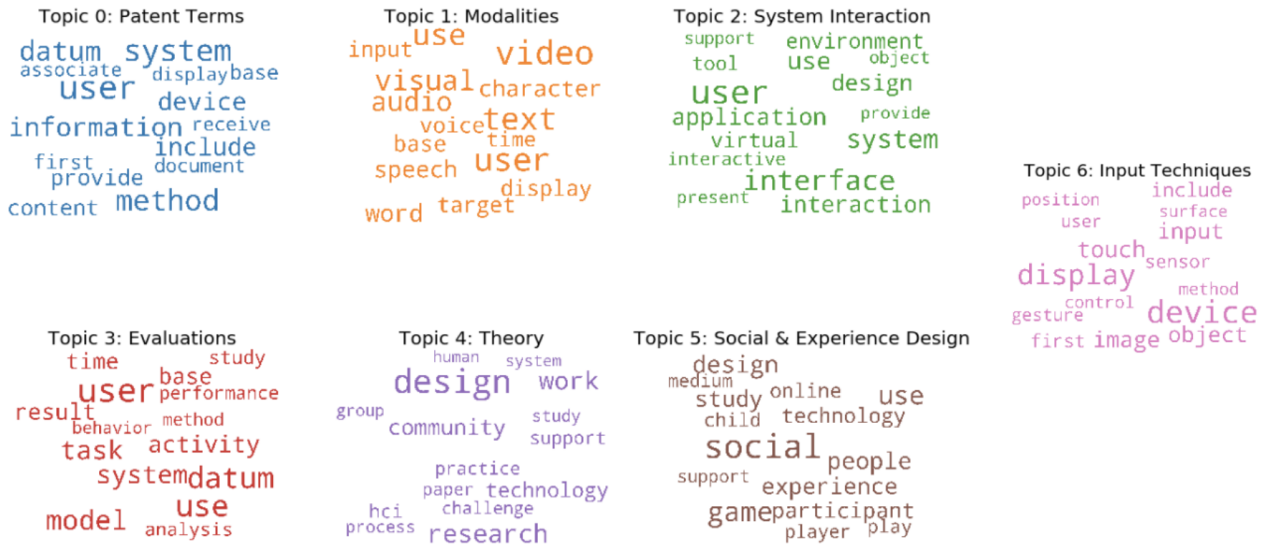 Topic 0: Patent Terms
datum system
associate display base
user device
information receive
include
first document
provide
content method
Topic 1: Modalities
use
input video
visual character
audio
voice text
base time
speech user
display
word target
Topic 2: System Interaction
support environment
tool use object
design
user
application provide
virtual system
interactive
interface
present interaction
Topic 6: Input Techniques
position include
user surface
input
touch
display sensor
method
control
gesture device
first image object
Topic 3: Evaluations
time study
user base
performance
result method
behavior
task activity
system datum
use
model analysis
Topic 4: Theory
human system
design work
group study
community support
practice
paper technology
hci challenge
process research
Topic 5: Social & Experience Design
design
medium online use
study
child technology
social people
support experience
game participant
player play